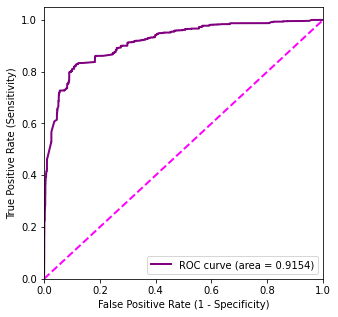 1.0
0.8
0.6
0.4
0.2
0.0
True Positive Rate (Sensitivity)
ROC curve (area = 0.9154)
0.0 0.2 0.4 0.6 0.8 1.0
False Positive Rate (1 - Specificity)